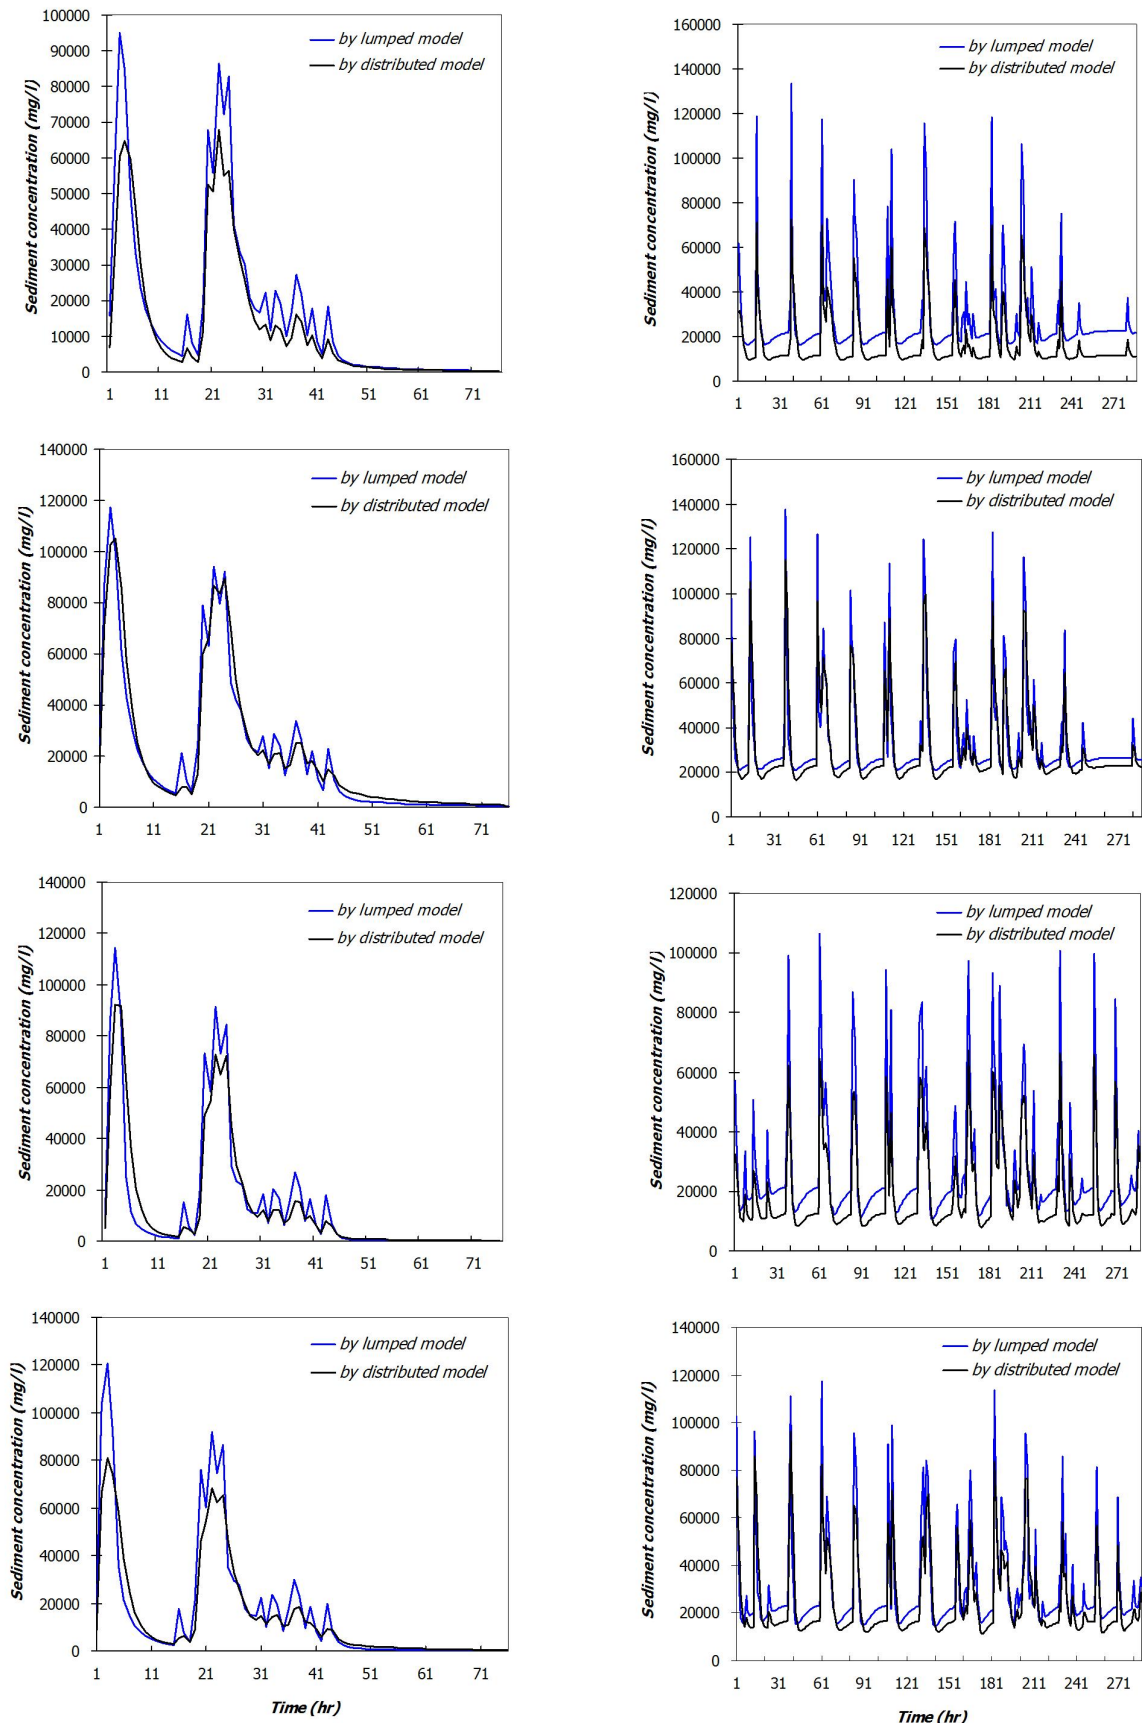 100000
90000
80000
70000
60000
50000
40000
30000
20000
10000
0
Sediment concentration (mg/l)
by lumped model
by distributed model
1 11 21 31 41 51 61 71
160000
140000
120000
100000
80000
60000
40000
20000
0
Sediment concentration (mg/l)
by lumped model
by distributed model
1 31 61 91 121 151 181 211 241 271
140000
120000
100000
80000
60000
40000
20000
0
Sediment concentration (mg/l)
by lumped model
by distributed model
1 11 21 31 41 51 61 71
160000
140000
120000
100000
80000
60000
40000
20000
0
Sediment concentration (mg/l)
by lumped model
by distributed model
1 31 61 91 121 151 181 211 241 271
140000
120000
100000
80000
60000
40000
20000
0
Sediment concentration (mg/l)
by lumped model
by distributed model
1 11 21 31 41 51 61 71
120000
100000
80000
60000
40000
20000
0
Sediment concentration (mg/l)
by lumped model
by distributed model
1 31 61 91 121 151 181 211 241 271
140000
120000
100000
80000
60000
40000
20000
0
Sediment concentration (mg/l)
by lumped model
by distributed model
1 11 21 31 41 51 61 71
Time (hr)
140000
120000
100000
80000
60000
40000
20000
0
Sediment concentration (mg/l)
by lumped model
by distributed model
1 31 61 91 121 151 181 211 241 271
Time (hr)